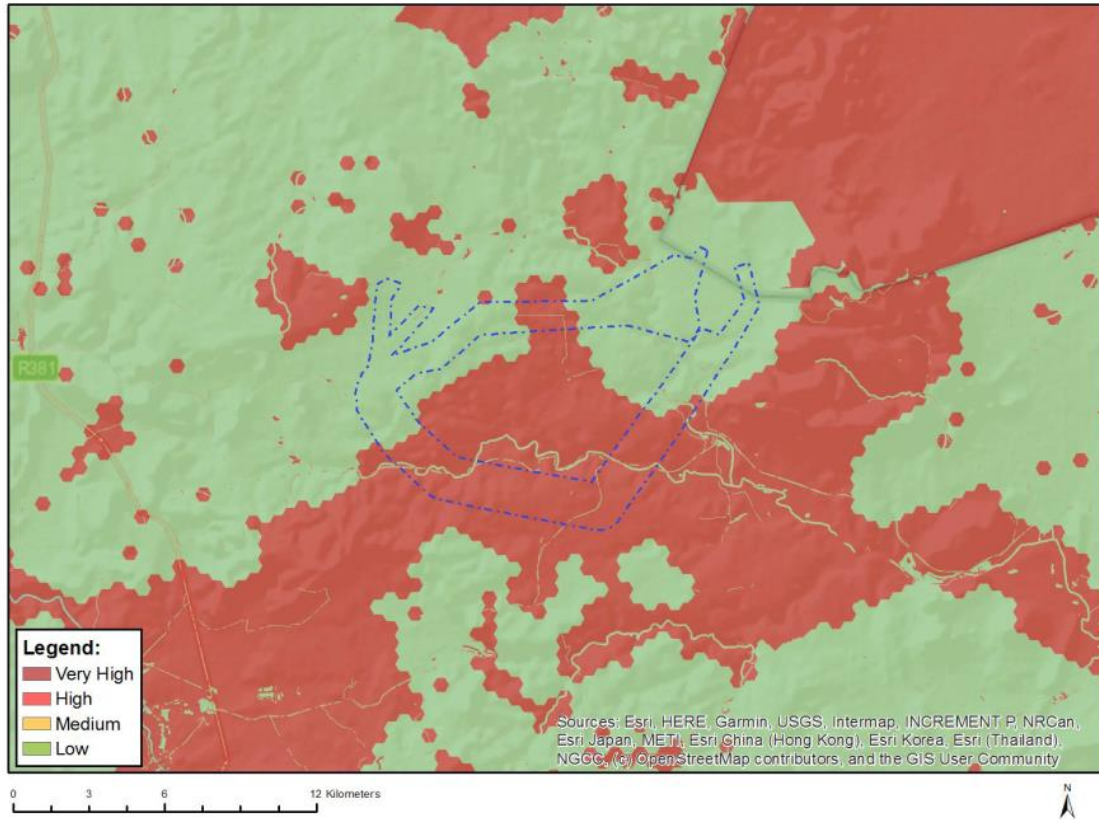 R381
Legend:
Very High
High
Medium
Low
Sources: Esri, HERE, Garmin, USGS, Intermap, INCREMENT P, NRCan,
Esri Japan, METI, Esri China (Hong Kong), Esri Korea, Esri (Thailand),
NGCC, (c) OpenStreetMap contributors, and the GIS User Community
0 3 6 12 Kilometers
N